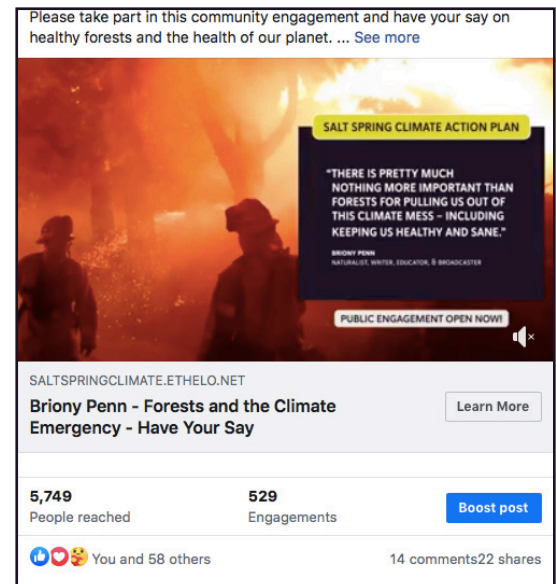 Please take part in this community engagement and have your say on
healthy forests and the health of our planet. ... See more
SALT SPRING CLIMATE ACTION PLAN
“THERE IS PRETTY MUCH
NOTHING MORE IMPORTANT THAN
FORESTS FOR PULLING US OUT OF
THIS CLIMATE MESS – INCLUDING
KEEPING US HEALTHY AND SANE.”
BRIONY PENN
NATURALIST, WRITER, EDUCATOR, & BROADCASTER
PUBLIC ENGAGEMENT OPEN NOW!
SALTSPRINGCLIMATE.ETHELO.NET
Briony Penn - Forests and the Climate
Emergency - Have Your Say
Learn More
5,749
People reached
529
Engagements
Boost post
You and 58 others
14 comments22 shares